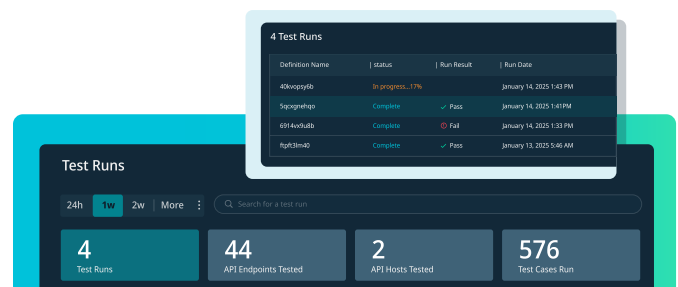 4 Test Runs
Definition Name | status | Run Result | Run Date
40kvopsy6b In progress...17% January 14, 2025 1:43 PM
5qcxgnehqo Complete Pass January 14, 2025 1:41PM
6914vx9u8b Complete Fail January 14, 2025 1:33 PM
ftpft3lm40 Complete Pass January 13, 2025 5:46 AM
Test Runs
24h 1w 2w | More Search for a test run
4 44 2 576
Test Runs API Endpoints Tested API Hosts Tested Test Cases Run